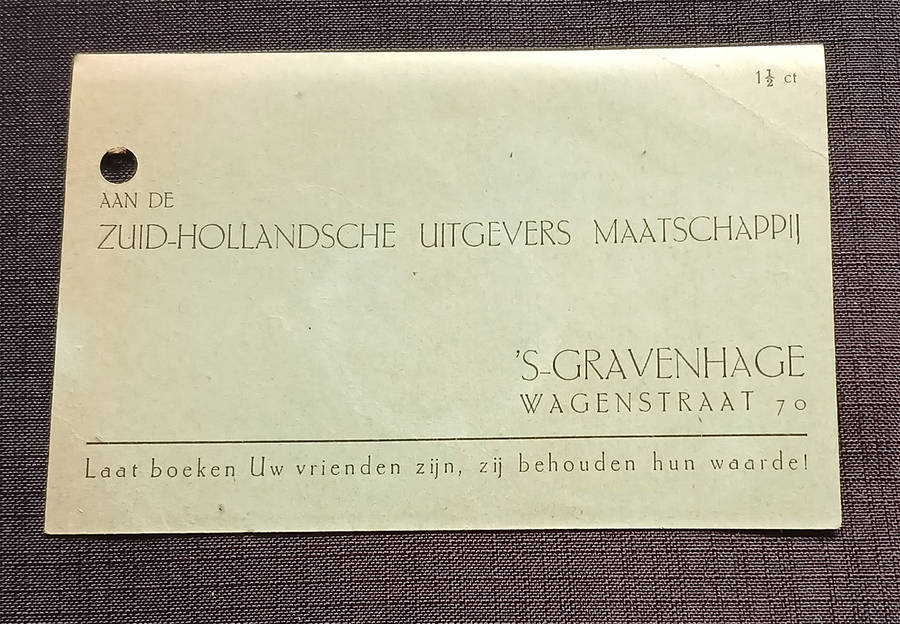 1½ ct
AAN DE
ZUID-HOLLANDSCHE UITGEVERS MAATSCHAPPIJ
'S-GRAVENHAGE
WAGENSTRAAT 70
Laat boeken Uw vrienden zijn, zij behouden hun waarde!